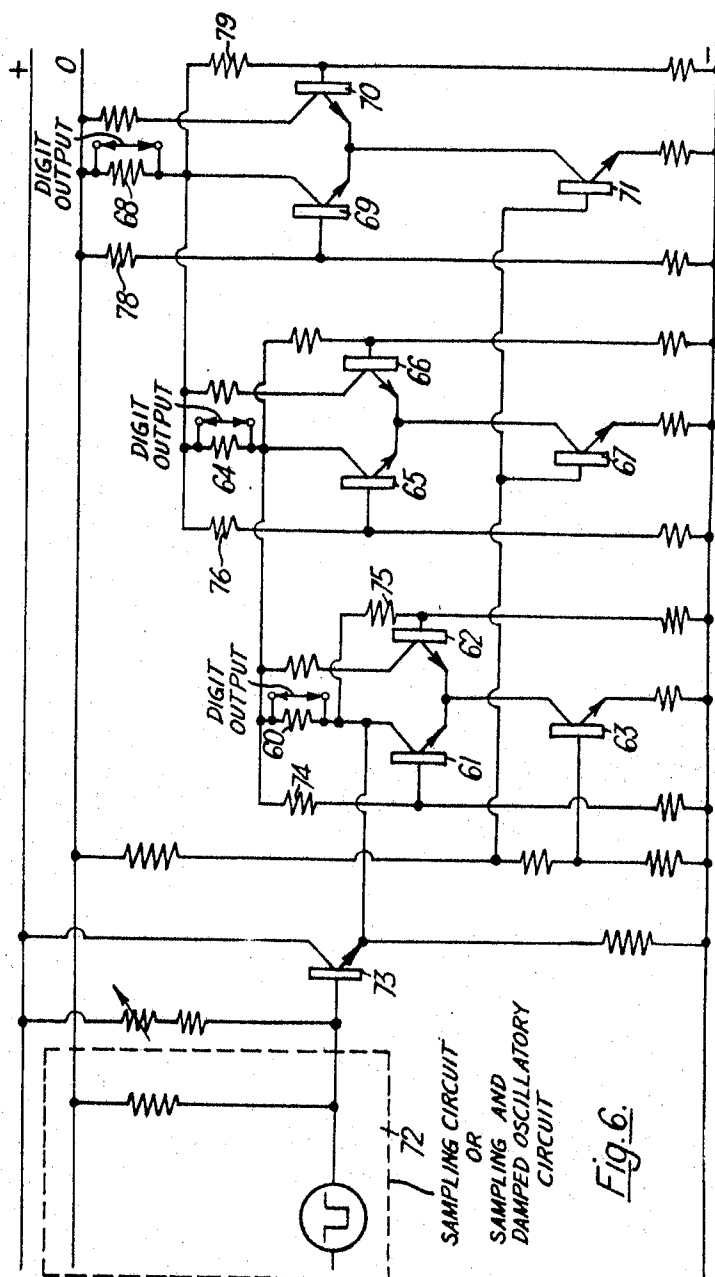 +
0
−
DIGIT
OUTPUT
68
79
78
69
70
71
DIGIT
OUTPUT
64
76
65
66
67
DIGIT
OUTPUT
60
74
75
61
62
63
73
72
SAMPLING CIRCUIT
OR
SAMPLING AND
DAMPED OSCILLATORY
CIRCUIT
Fig.6.